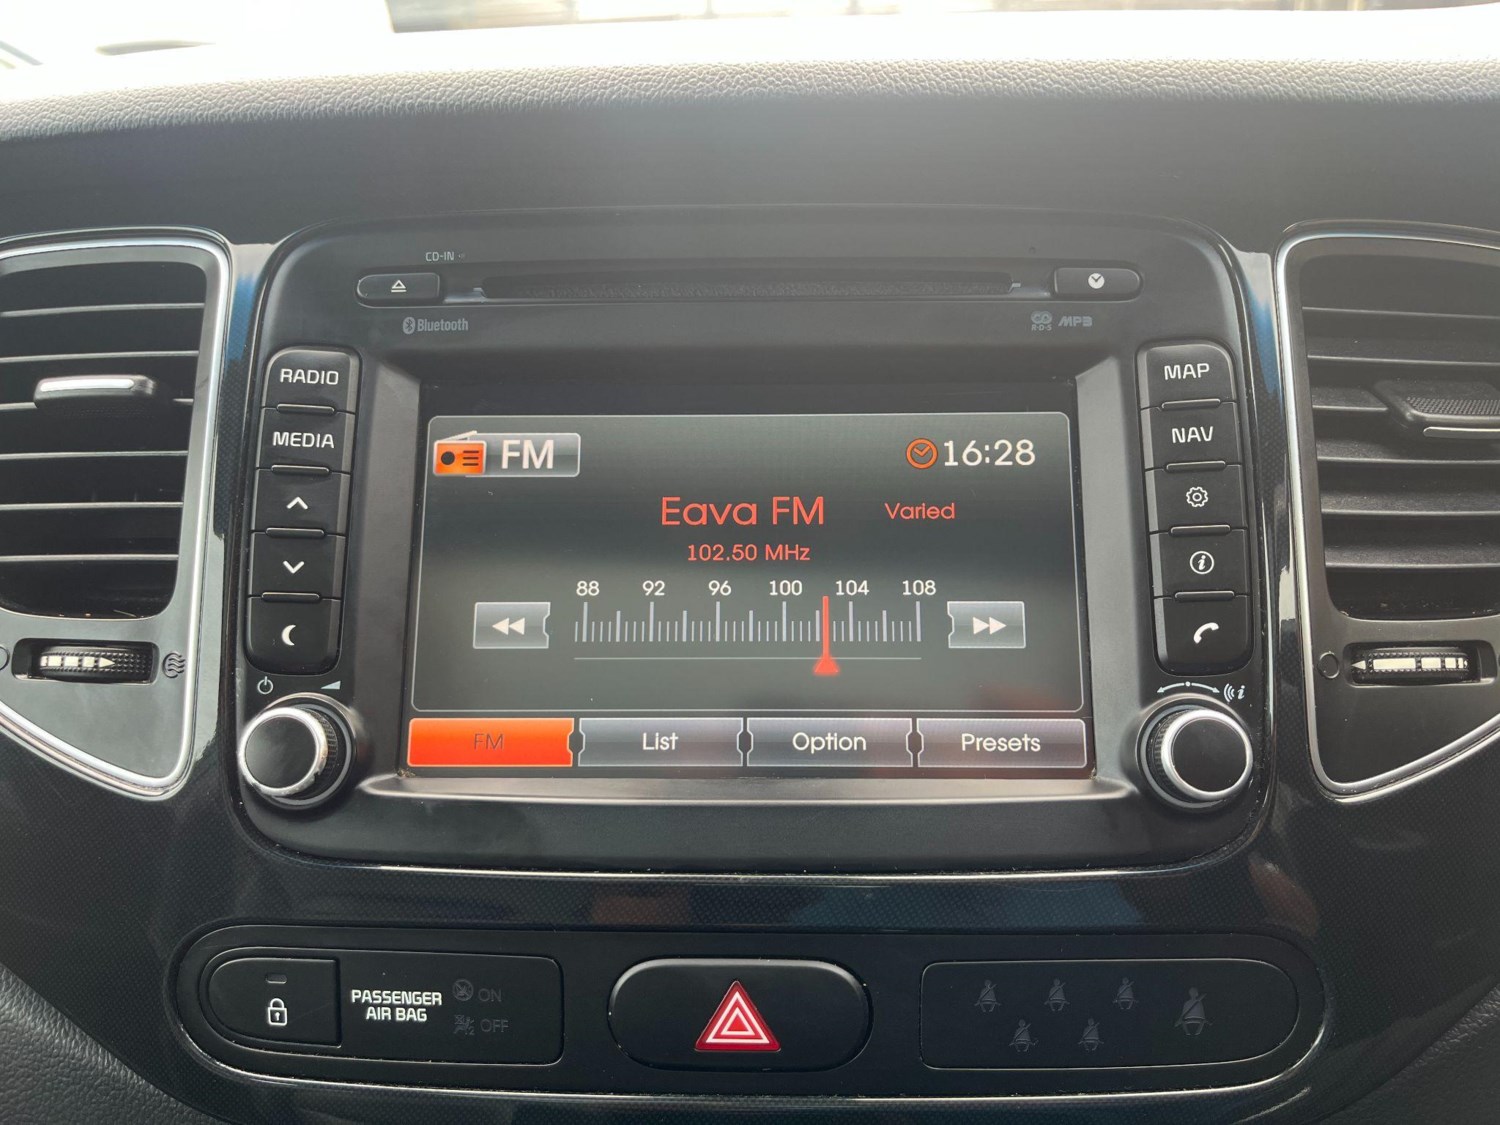 CD-IN
Bluetooth
R·D·S MP3
RADIO
MEDIA
MAP
NAV
FM
16:28
Eava FM
Varied
102.50 MHz
88 92 96 100 104 108
FM
List
Option
Presets
PASSENGER
AIR BAG
ON
OFF